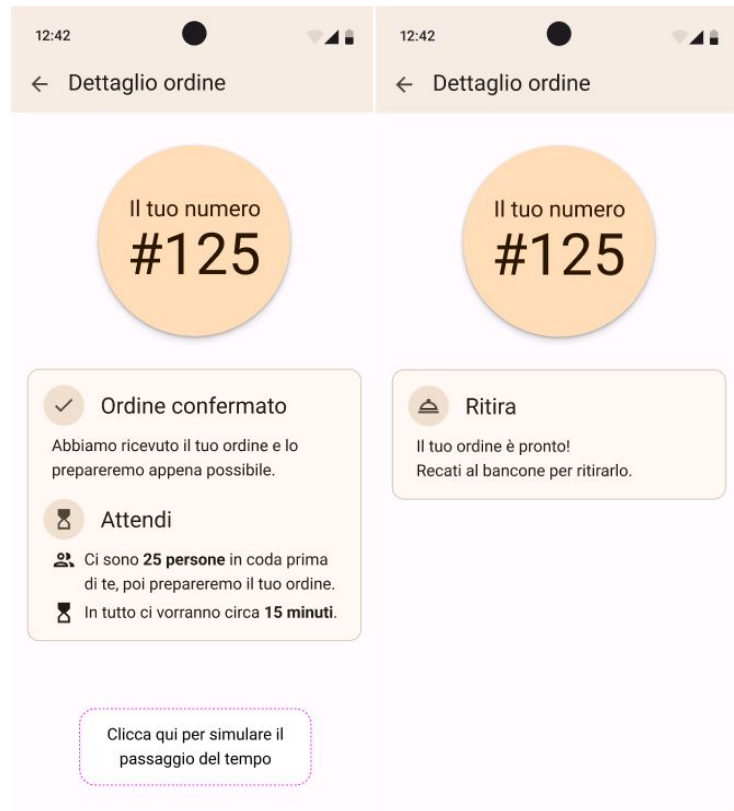 12:42
Dettaglio ordine
Il tuo numero
#125
Ordine confermato
Abbiamo ricevuto il tuo ordine e lo
prepareremo appena possibile.
Attendi
Ci sono 25 persone in coda prima
di te, poi prepareremo il tuo ordine.
In tutto ci vorranno circa 15 minuti.
Clicca qui per simulare il
passaggio del tempo
12:42
Dettaglio ordine
Il tuo numero
#125
Ritira
Il tuo ordine è pronto!
Recati al bancone per ritirarlo.